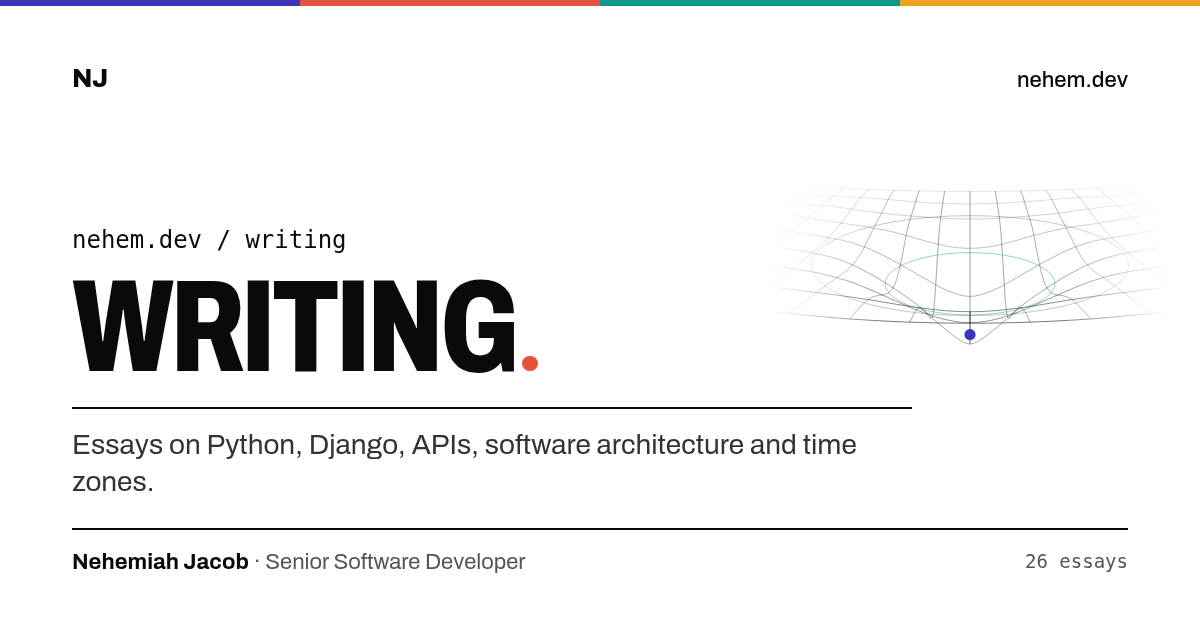 NJ
nehem.dev
nehem.dev / writing
WRITING.
Essays on Python, Django, APIs, software architecture and time
zones.
Nehemiah Jacob · Senior Software Developer
26 essays